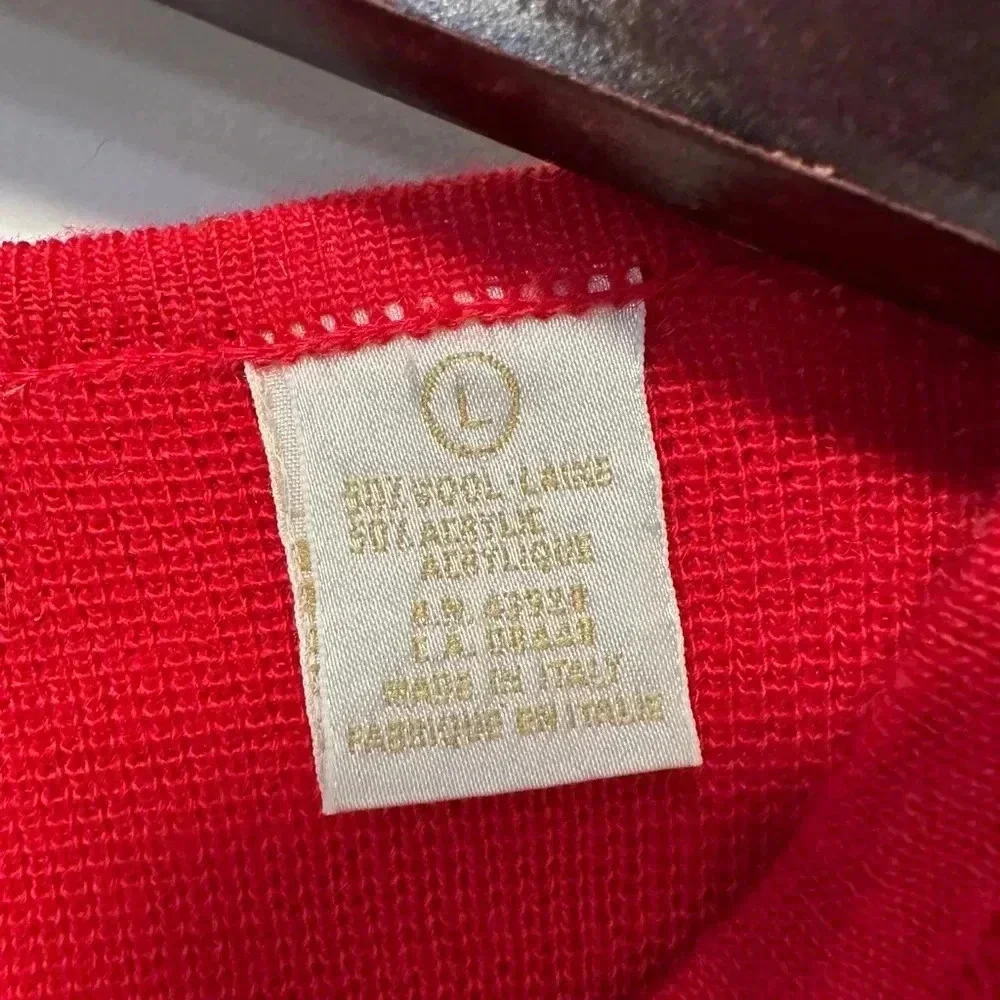 L
50% WOOL-LAINE
50% ACRYLIC
ACRYLIQUE
R.N.
C.A.
MADE IN ITALY
FABRIQUE EN ITALIE